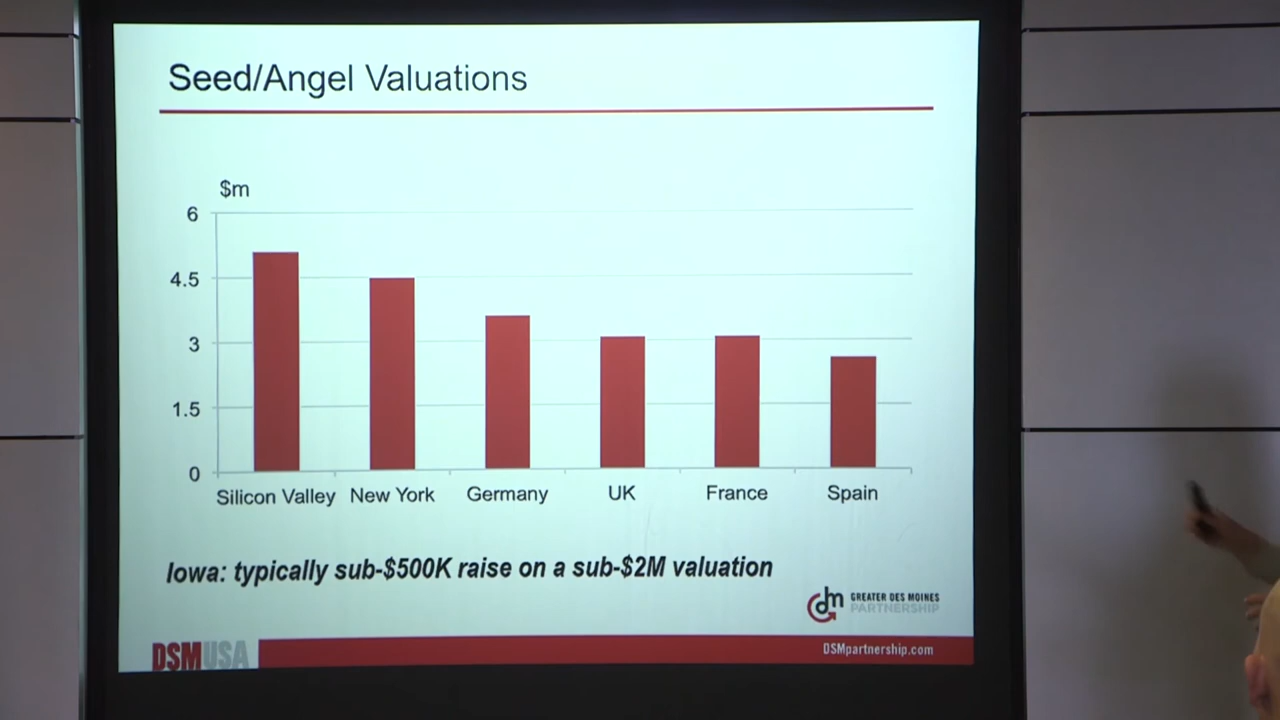 Seed/Angel Valuations
$m
6
4.5
3
1.5
0
Silicon Valley New York Germany UK France Spain
Iowa: typically sub-$500K raise on a sub-$2M valuation
dm GREATER DES MOINES
PARTNERSHIP
DSMUSA
DSMpartnership.com